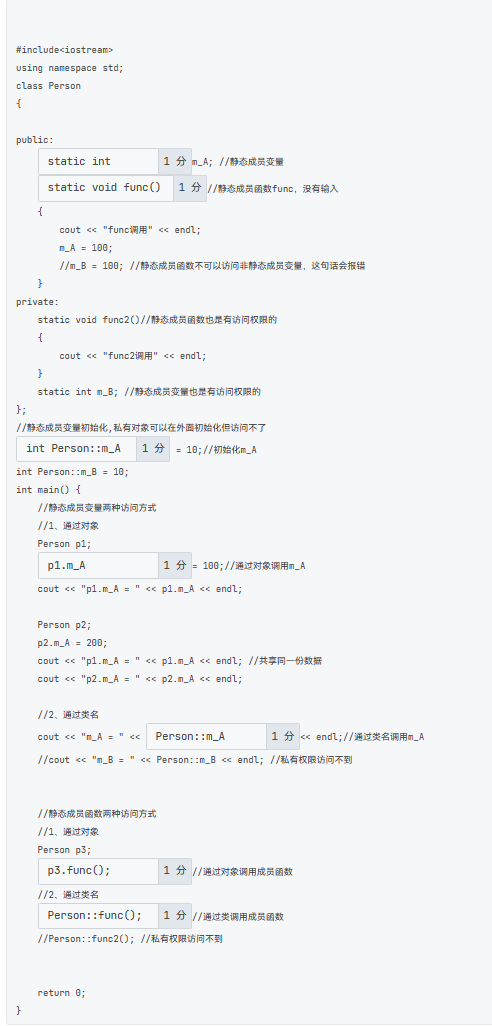 #include<iostream>
using namespace std;
class Person
{
public:
static int 1 分 m_A; //静态成员变量
static void func() 1 分 //静态成员函数func，没有输入
{
cout << "func调用" << endl;
m_A = 100;
//m_B = 100; //静态成员函数不可以访问非静态成员变量，这句话会报错
}
private:
static void func2()//静态成员函数也是有访问权限的
{
cout << "func2调用" << endl;
}
static int m_B; //静态成员变量也是有访问权限的
};
//静态成员变量初始化,私有对象可以在外面初始化但访问不了
int Person::m_A 1 分 = 10;//初始化m_A
int Person::m_B = 10;
int main() {
//静态成员变量两种访问方式
//1、通过对象
Person p1;
p1.m_A 1 分 = 100;//通过对象调用m_A
cout << "p1.m_A = " << p1.m_A << endl;
Person p2;
p2.m_A = 200;
cout << "p1.m_A = " << p1.m_A << endl; //共享同一份数据
cout << "p2.m_A = " << p2.m_A << endl;
//2、通过类名
cout << "m_A = " << Person::m_A 1 分 << endl;//通过类名调用m_A
//cout << "m_B = " << Person::m_B << endl; //私有权限访问不到
//静态成员函数两种访问方式
//1、通过对象
Person p3;
p3.func(); 1 分 //通过对象调用成员函数
//2、通过类名
Person::func(); 1 分 //通过类调用成员函数
//Person::func2(); //私有权限访问不到
return 0;
}